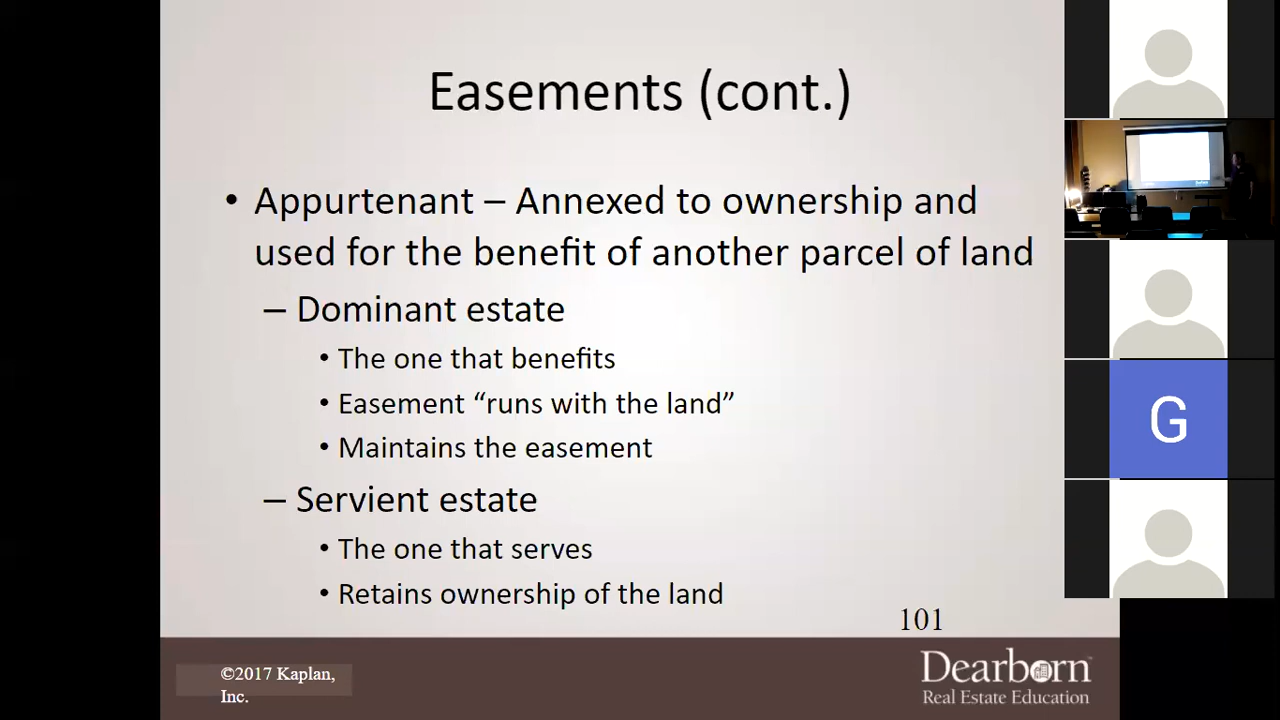 Easements (cont.)
• Appurtenant – Annexed to ownership and
used for the benefit of another parcel of land
– Dominant estate
• The one that benefits
• Easement “runs with the land”
• Maintains the easement
– Servient estate
• The one that serves
• Retains ownership of the land
101
©2017 Kaplan,
Inc.
Dearborn
Real Estate Education
G